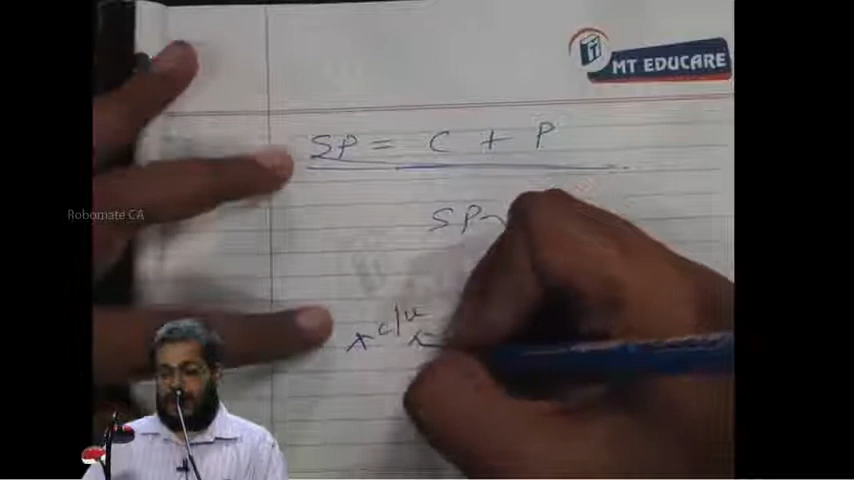 MT EDUCARE
SP = C + P
Robomate CA
SP
c/u